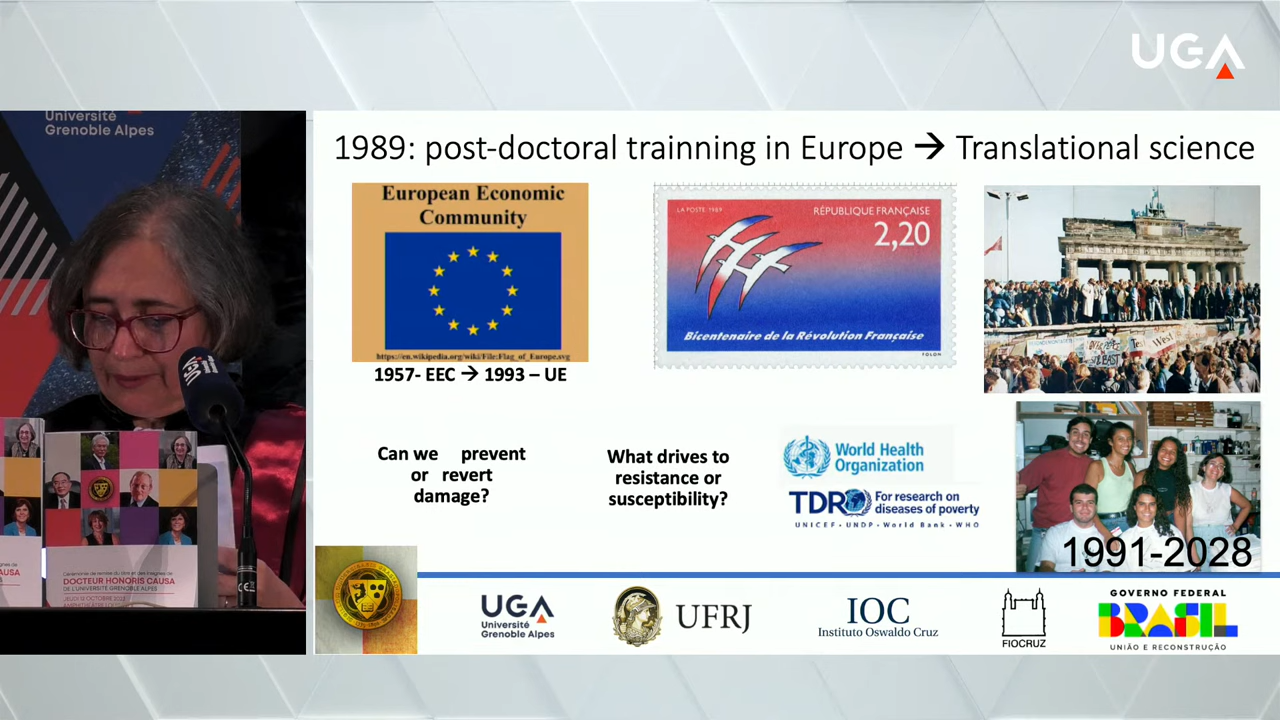 UGA
Université
Grenoble Alpes
1989: post-doctoral trainning in Europe → Translational science
European Economic
Community
https://en.wikipedia.org/wiki/File:Flag_of_Europe.svg
1957- EEC → 1993 – UE
LA POSTE 1989
RÉPUBLIQUE FRANÇAISE
2,20
Bicentenaire de la Révolution Française
FOLON
Can we prevent
or revert
damage?
What drives to
resistance or
susceptibility?
World Health
Organization
TDR For research on
diseases of poverty
UNICEF • UNDP • World Bank • WHO
1991-2028
DOCTEUR HONORIS CAUSA
DE L'UNIVERSITÉ GRENOBLE ALPES
UGA
Université
Grenoble Alpes
UFRJ
IOC
Instituto Oswaldo Cruz
FIOCRUZ
GOVERNO FEDERAL
BRASIL
UNIÃO E RECONSTRUÇÃO